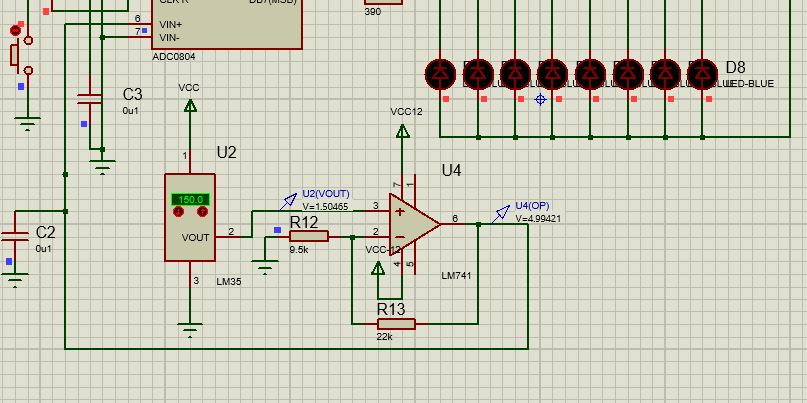 CLK R
DB7(MSB)
6
VIN+
7
VIN-
ADC0804
390
D8
LED-BLUE
C3
0u1
VCC
VCC12
1
U2
150.0
VOUT
2
3
LM35
U2(VOUT)
V=1.50465
R12
9.5k
U4
7
1
3
2
6
4
5
VCC-12
LM741
U4(OP)
V=4.99421
R13
22k
C2
0u1